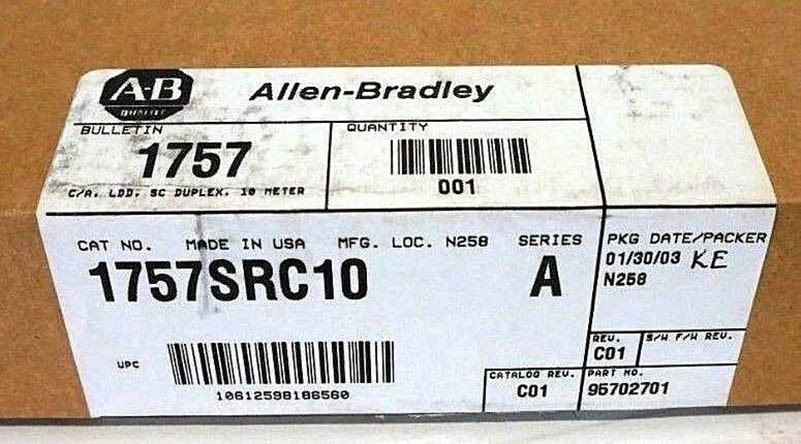 A-B
QUALITY
Allen-Bradley
BULLETIN
1757
C/A. LDD. SC DUPLEX. 10 METER
QUANTITY
001
CAT NO. MADE IN USA MFG. LOC. N258 SERIES
1757SRC10 A
PKG DATE/PACKER
01/30/03 KE
N258
UPC
10612598186560
REV.
C01
S/W F/W REV.
CATALOG REV.
C01
PART NO.
95702701